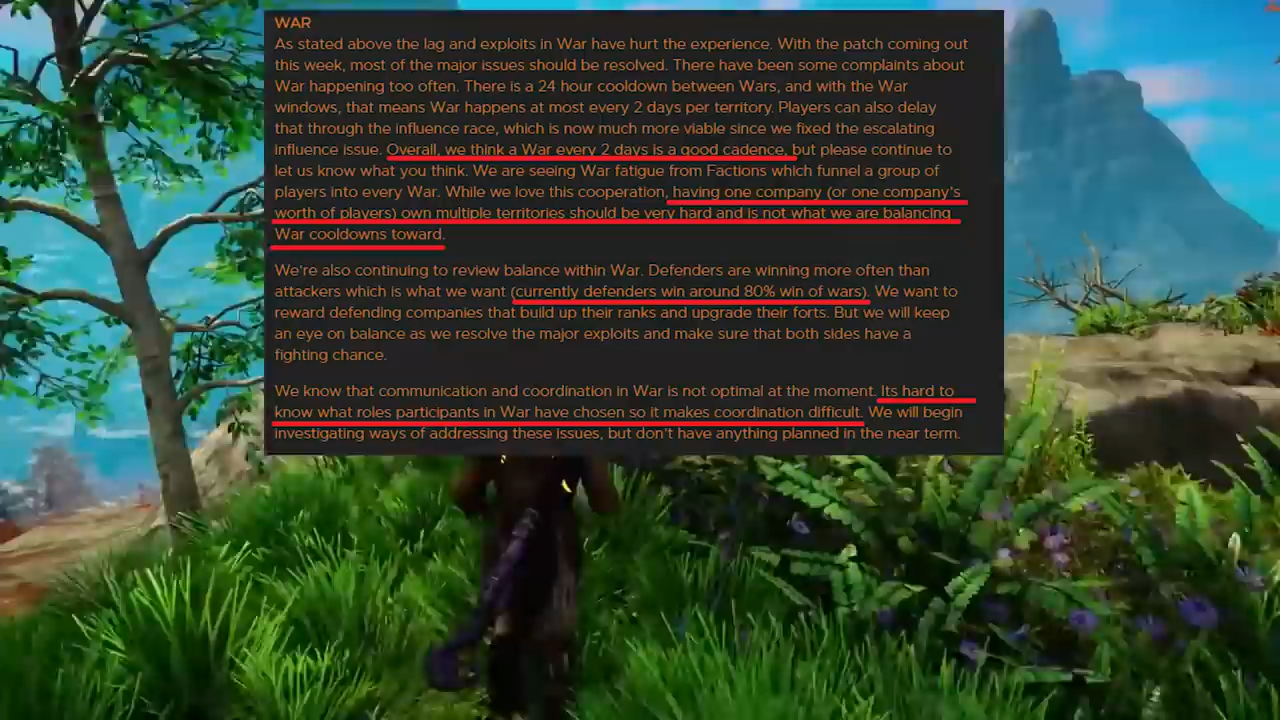 WAR
As stated above the lag and exploits in War have hurt the experience. With the patch coming out
this week, most of the major issues should be resolved. There have been some complaints about
War happening too often. There is a 24 hour cooldown between Wars, and with the War
windows, that means War happens at most every 2 days per territory. Players can also delay
that through the influence race, which is now much more viable since we fixed the escalating
influence issue. Overall, we think a War every 2 days is a good cadence, but please continue to
let us know what you think. We are seeing War fatigue from Factions which funnel a group of
players into every War. While we love this cooperation, having one company (or one company's
worth of players) own multiple territories should be very hard and is not what we are balancing
War cooldowns toward.
We're also continuing to review balance within War. Defenders are winning more often than
attackers which is what we want (currently defenders win around 80% win of wars). We want to
reward defending companies that build up their ranks and upgrade their forts. But we will keep
an eye on balance as we resolve the major exploits and make sure that both sides have a
fighting chance.
We know that communication and coordination in War is not optimal at the moment. Its hard to
know what roles participants in War have chosen so it makes coordination difficult. We will begin
investigating ways of addressing these issues, but don't have anything planned in the near term.